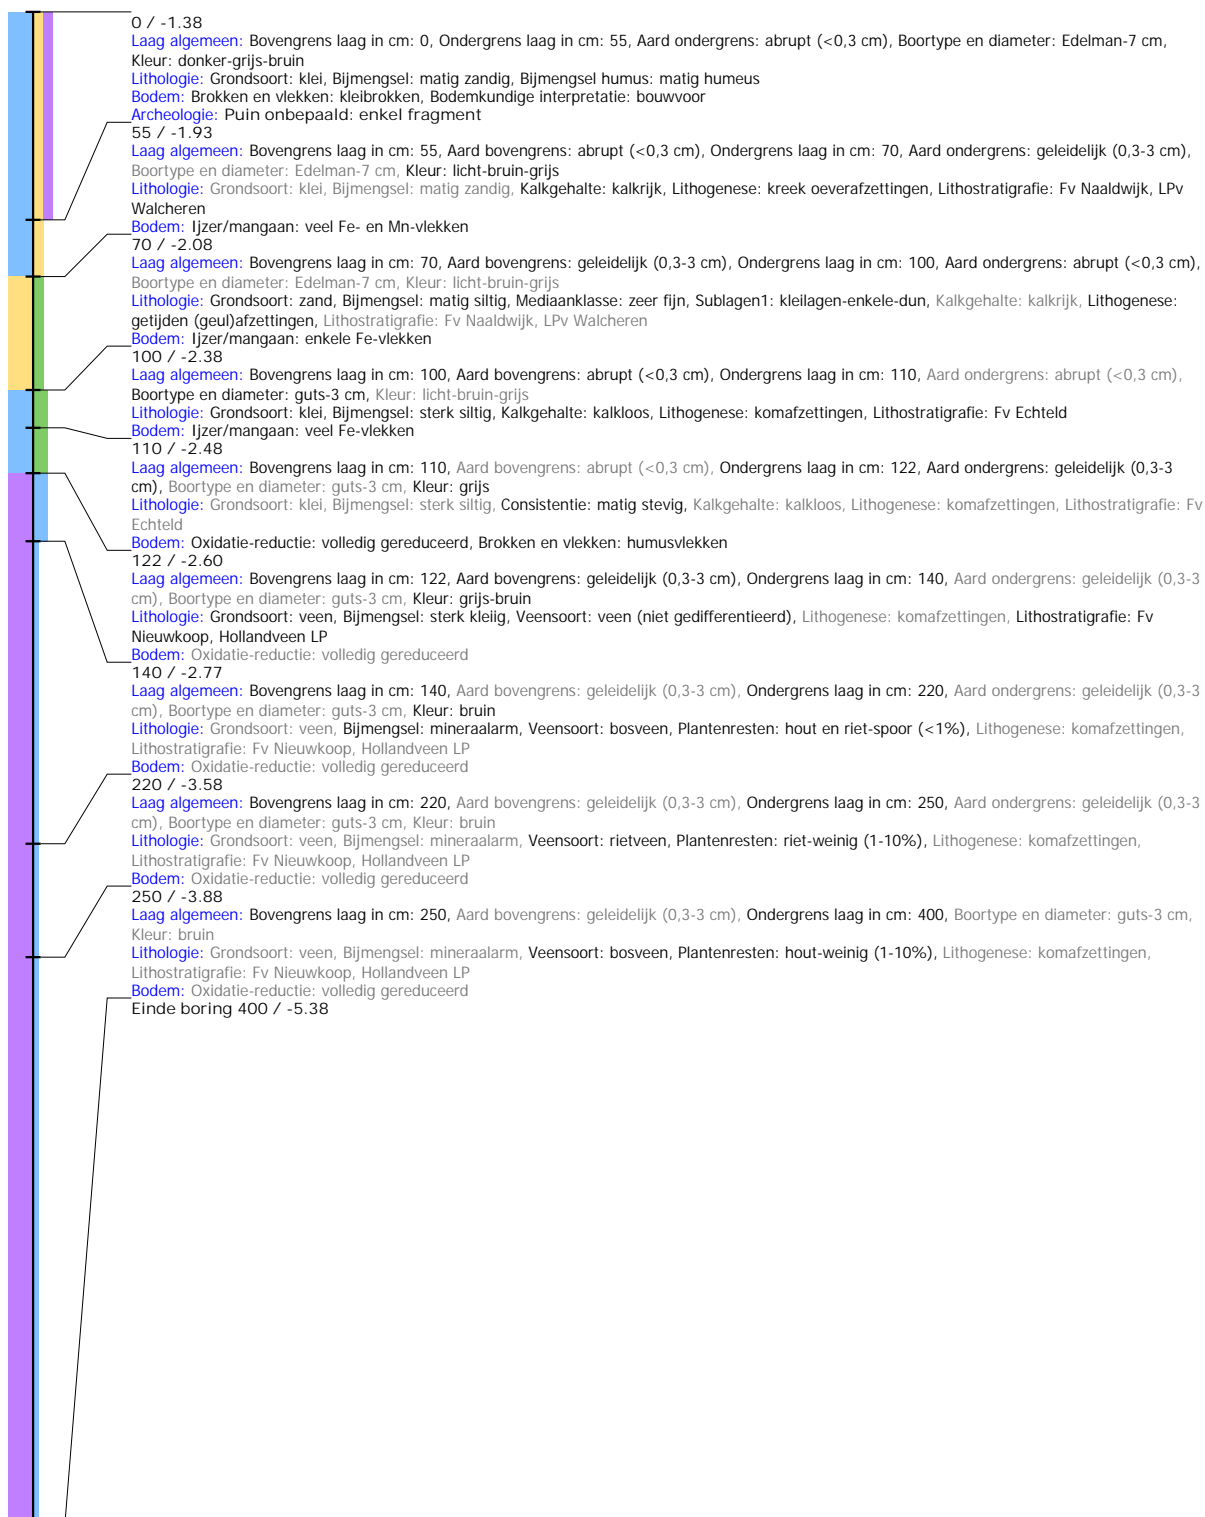 0 / -1.38
Laag algemeen: Bovengrens laag in cm: 0, Ondergrens laag in cm: 55, Aard ondergrens: abrupt (<0,3 cm), Boortype en diameter: Edelman-7 cm,
Kleur: donker-grijs-bruin
Lithologie: Grondsoort: klei, Bijmengsel: matig zandig, Bijmengsel humus: matig humeus
Bodem: Brokken en vlekken: kleibrokken, Bodemkundige interpretatie: bouwvoor
Archeologie: Puin onbepaald: enkel fragment
55 / -1.93
Laag algemeen: Bovengrens laag in cm: 55, Aard bovengrens: abrupt (<0,3 cm), Ondergrens laag in cm: 70, Aard ondergrens: geleidelijk (0,3-3 cm),
Boortype en diameter: Edelman-7 cm, Kleur: licht-bruin-grijs
Lithologie: Grondsoort: klei, Bijmengsel: matig zandig, Kalkgehalte: kalkrijk, Lithogenese: kreek oeverafzettingen, Lithostratigrafie: Fv Naaldwijk, LPv
Walcheren
Bodem: Ijzer/mangaan: veel Fe- en Mn-vlekken
70 / -2.08
Laag algemeen: Bovengrens laag in cm: 70, Aard bovengrens: geleidelijk (0,3-3 cm), Ondergrens laag in cm: 100, Aard ondergrens: abrupt (<0,3 cm),
Boortype en diameter: Edelman-7 cm, Kleur: licht-bruin-grijs
Lithologie: Grondsoort: zand, Bijmengsel: matig siltig, Mediaanklasse: zeer fijn, Sublagen1: kleilagen-enkele-dun, Kalkgehalte: kalkrijk, Lithogenese:
getijden (geul)afzettingen, Lithostratigrafie: Fv Naaldwijk, LPv Walcheren
Bodem: Ijzer/mangaan: enkele Fe-vlekken
100 / -2.38
Laag algemeen: Bovengrens laag in cm: 100, Aard bovengrens: abrupt (<0,3 cm), Ondergrens laag in cm: 110, Aard ondergrens: abrupt (<0,3 cm),
Boortype en diameter: guts-3 cm, Kleur: licht-bruin-grijs
Lithologie: Grondsoort: klei, Bijmengsel: sterk siltig, Kalkgehalte: kalkloos, Lithogenese: komafzettingen, Lithostratigrafie: Fv Echteld
Bodem: Ijzer/mangaan: veel Fe-vlekken
110 / -2.48
Laag algemeen: Bovengrens laag in cm: 110, Aard bovengrens: abrupt (<0,3 cm), Ondergrens laag in cm: 122, Aard ondergrens: geleidelijk (0,3-3
cm), Boortype en diameter: guts-3 cm, Kleur: grijs
Lithologie: Grondsoort: klei, Bijmengsel: sterk siltig, Consistentie: matig stevig, Kalkgehalte: kalkloos, Lithogenese: komafzettingen, Lithostratigrafie: Fv
Echteld
Bodem: Oxidatie-reductie: volledig gereduceerd, Brokken en vlekken: humusvlekken
122 / -2.60
Laag algemeen: Bovengrens laag in cm: 122, Aard bovengrens: geleidelijk (0,3-3 cm), Ondergrens laag in cm: 140, Aard ondergrens: geleidelijk (0,3-3
cm), Boortype en diameter: guts-3 cm, Kleur: grijs-bruin
Lithologie: Grondsoort: veen, Bijmengsel: sterk kleiig, Veensoort: veen (niet gedifferentieerd), Lithogenese: komafzettingen, Lithostratigrafie: Fv
Nieuwkoop, Hollandveen LP
Bodem: Oxidatie-reductie: volledig gereduceerd
140 / -2.77
Laag algemeen: Bovengrens laag in cm: 140, Aard bovengrens: geleidelijk (0,3-3 cm), Ondergrens laag in cm: 220, Aard ondergrens: geleidelijk (0,3-3
cm), Boortype en diameter: guts-3 cm, Kleur: bruin
Lithologie: Grondsoort: veen, Bijmengsel: mineraalarm, Veensoort: bosveen, Plantenresten: hout en riet-spoor (<1%), Lithogenese: komafzettingen,
Lithostratigrafie: Fv Nieuwkoop, Hollandveen LP
Bodem: Oxidatie-reductie: volledig gereduceerd
220 / -3.58
Laag algemeen: Bovengrens laag in cm: 220, Aard bovengrens: geleidelijk (0,3-3 cm), Ondergrens laag in cm: 250, Aard ondergrens: geleidelijk (0,3-3
cm), Boortype en diameter: guts-3 cm, Kleur: bruin
Lithologie: Grondsoort: veen, Bijmengsel: mineraalarm, Veensoort: rietveen, Plantenresten: riet-weinig (1-10%), Lithogenese: komafzettingen,
Lithostratigrafie: Fv Nieuwkoop, Hollandveen LP
Bodem: Oxidatie-reductie: volledig gereduceerd
250 / -3.88
Laag algemeen: Bovengrens laag in cm: 250, Aard bovengrens: geleidelijk (0,3-3 cm), Ondergrens laag in cm: 400, Boortype en diameter: guts-3 cm,
Kleur: bruin
Lithologie: Grondsoort: veen, Bijmengsel: mineraalarm, Veensoort: bosveen, Plantenresten: hout-weinig (1-10%), Lithogenese: komafzettingen,
Lithostratigrafie: Fv Nieuwkoop, Hollandveen LP
Bodem: Oxidatie-reductie: volledig gereduceerd
Einde boring 400 / -5.38